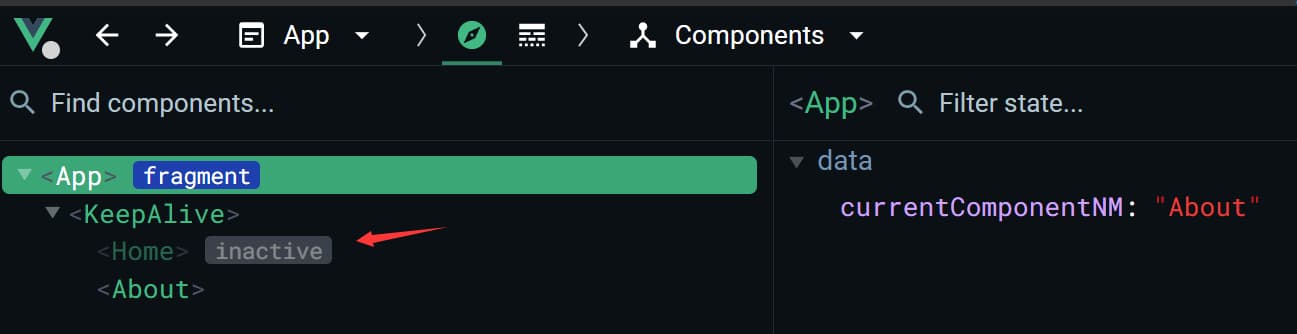 App Components
Find components...
<App> Filter state...
<App> fragment
data
<KeepAlive>
currentComponentNM: "About"
<Home> inactive
<About>